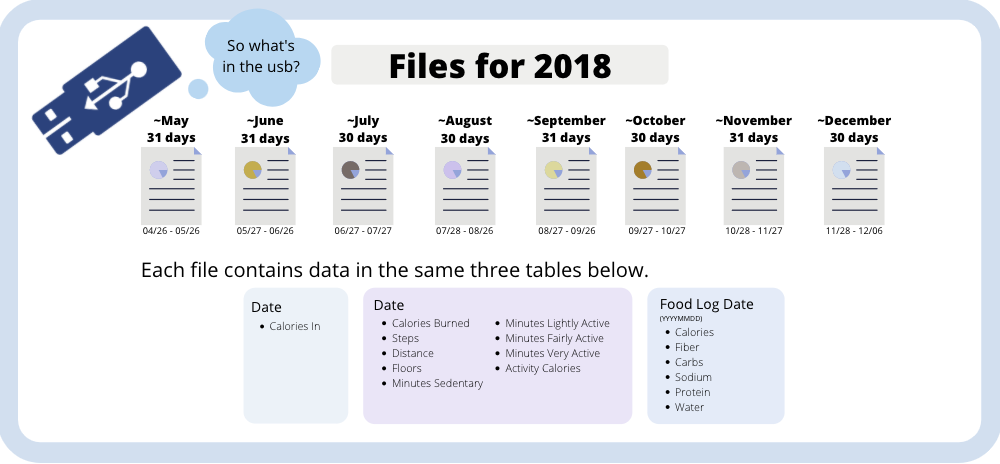 So what's
in the usb?
Files for 2018
~May
31 days
~June
31 days
~July
30 days
~August
30 days
~September
31 days
~October
30 days
~November
31 days
~December
31 days
04/26 - 05/26
05/27 - 06/26
06/27 - 07/27
07/28 - 08/26
08/27 - 09/26
09/27 - 10/27
10/28 - 11/27
11/28 - 12/06
Each file contains data in the same three tables below.
Date
Calories In
Date
Calories Burned
Steps
Distance
Floors
Minutes Sedentary
Minutes Lightly Active
Minutes Fairly Active
Minutes Very Active
Activity Calories
Food Log Date
(YYYYMMDD)
Calories
Fiber
Carbs
Sodium
Protein
Water